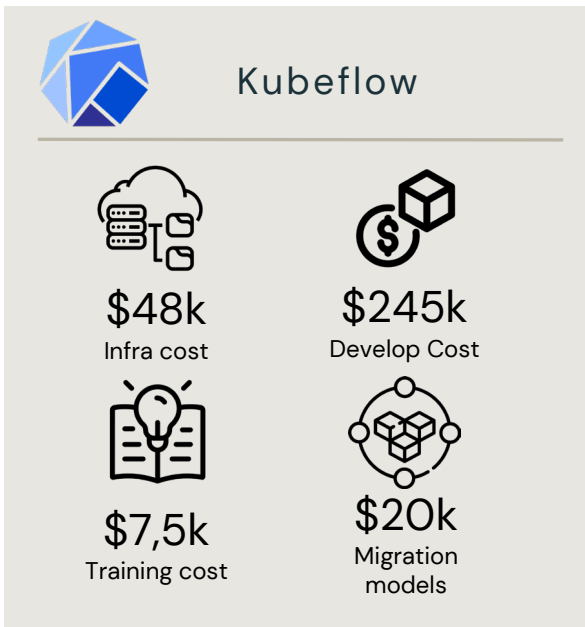 Kubeflow
$48k
Infra cost
$245k
Develop Cost
$7,5k
Training cost
$20k
Migration
models